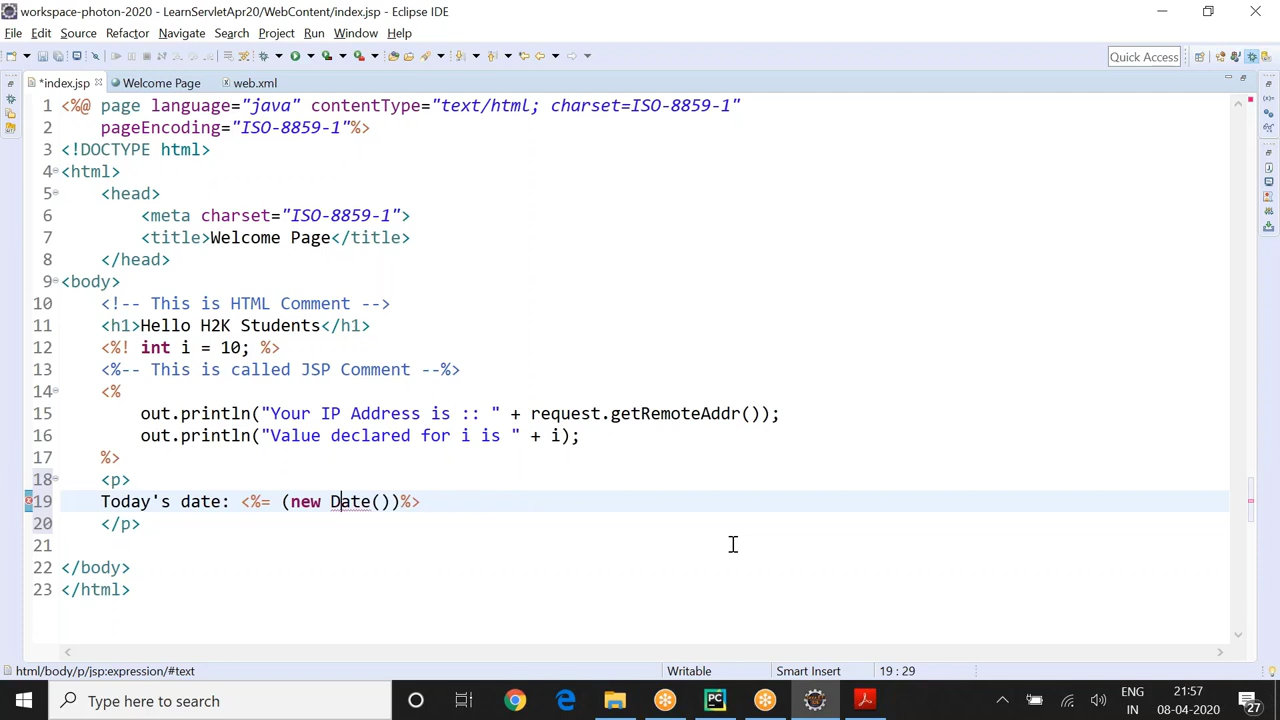 workspace-photon-2020 - LearnServletApr20/WebContent/index.jsp - Eclipse IDE
File Edit Source Refactor Navigate Search Project Run Window Help
Quick Access
*index.jsp Welcome Page web.xml
1 <%@ page language="java" contentType="text/html; charset=ISO-8859-1"
2 pageEncoding="ISO-8859-1"%>
3 <!DOCTYPE html>
4 <html>
5 <head>
6 <meta charset="ISO-8859-1">
7 <title>Welcome Page</title>
8 </head>
9 <body>
10 <!-- This is HTML Comment -->
11 <h1>Hello H2K Students</h1>
12 <%! int i = 10; %>
13 <%-- This is called JSP Comment --%>
14 <%
15 out.println("Your IP Address is :: " + request.getRemoteAddr());
16 out.println("Value declared for i is " + i);
17 %>
18 <p>
19 Today's date: <%= (new Date())%>
20 </p>
21
22 </body>
23 </html>
html/body/p/jsp:expression/#text Writable Smart Insert 19 : 29
Type here to search
PC
ENG 21:57
IN 08-04-2020
27